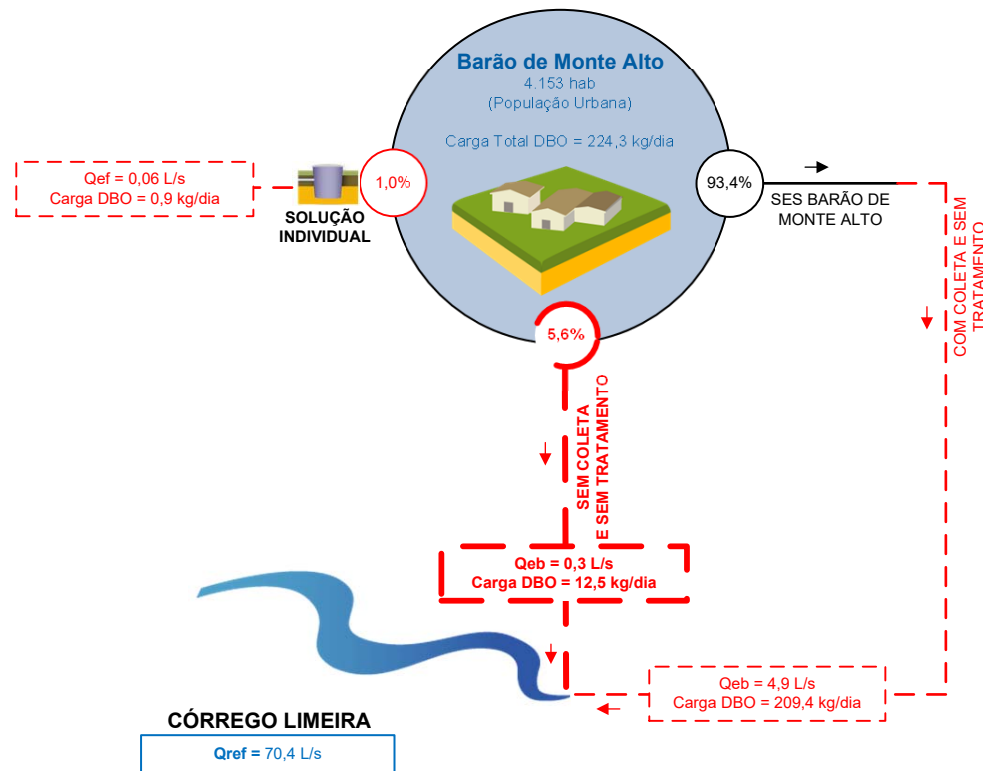 Barão de Monte Alto
4.153 hab
(População Urbana)
Carga Total DBO = 224,3 kg/dia
Qef = 0,06 L/s
Carga DBO = 0,9 kg/dia
SOLUÇÃO
INDIVIDUAL
1,0%
93,4%
SES BARÃO DE
MONTE ALTO
COM COLETA E SEM
TRATAMENTO
5,6%
SEM COLETA
E SEM TRATAMENTO
Qeb = 0,3 L/s
Carga DBO = 12,5 kg/dia
Qeb = 4,9 L/s
Carga DBO = 209,4 kg/dia
CÓRREGO LIMEIRA
Qref = 70,4 L/s